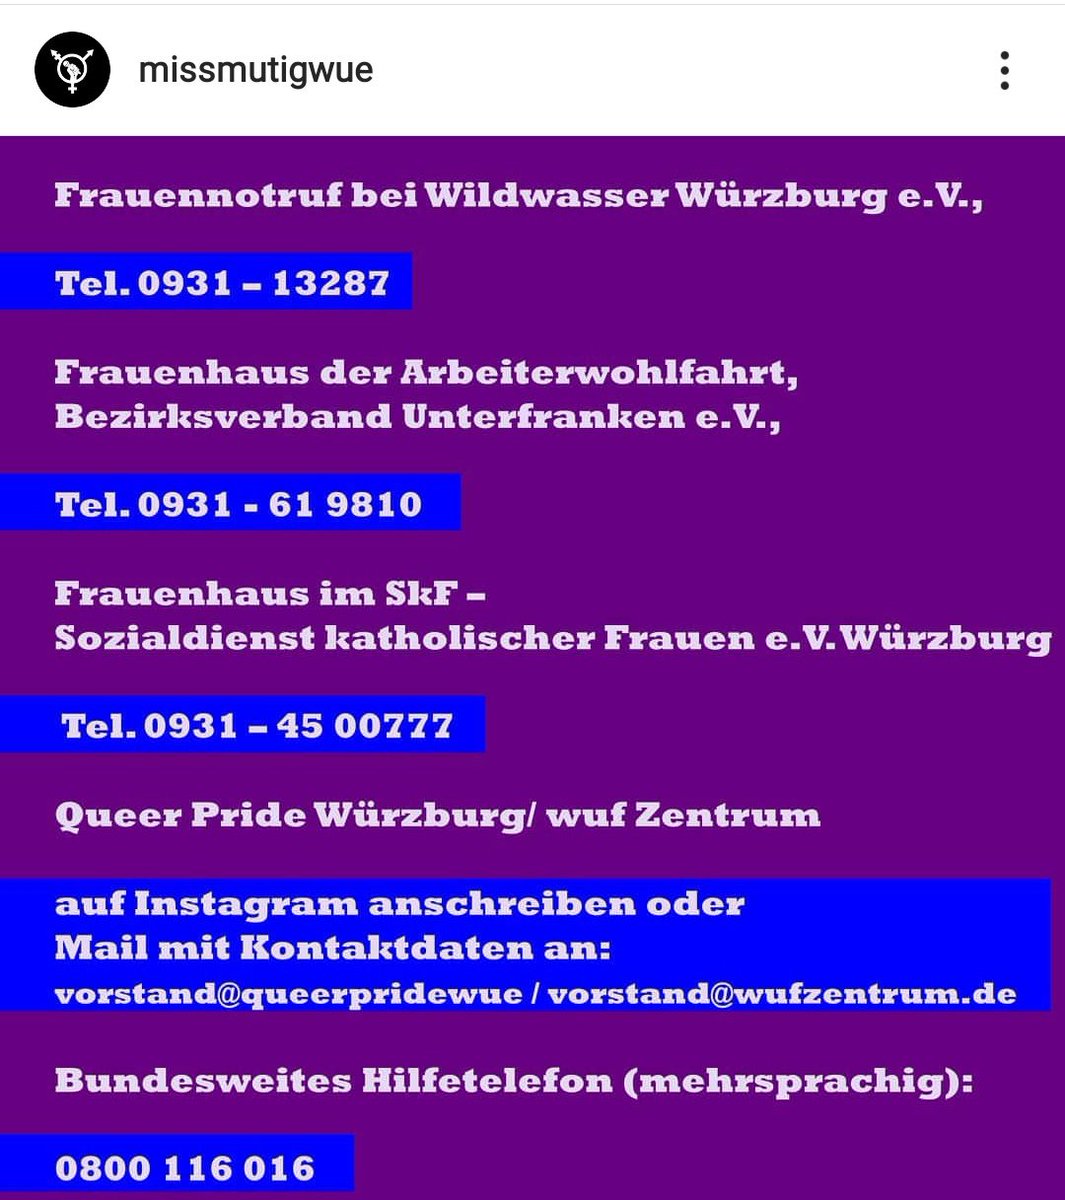 missmutigwue
Frauennotruf bei Wildwasser Würzburg e.V.,
Tel. 0931 – 13287
Frauenhaus der Arbeiterwohlfahrt,
Bezirksverband Unterfranken e.V.,
Tel. 0931 - 61 9810
Frauenhaus im SkF –
Sozialdienst katholischer Frauen e.V. Würzburg
Tel. 0931 – 45 00777
Queer Pride Würzburg/ wuf Zentrum
auf Instagram anschreiben oder
Mail mit Kontaktdaten an:
vorstand@queerpridewue / vorstand@wufzentrum.de
Bundesweites Hilfetelefon (mehrsprachig):
0800 116 016